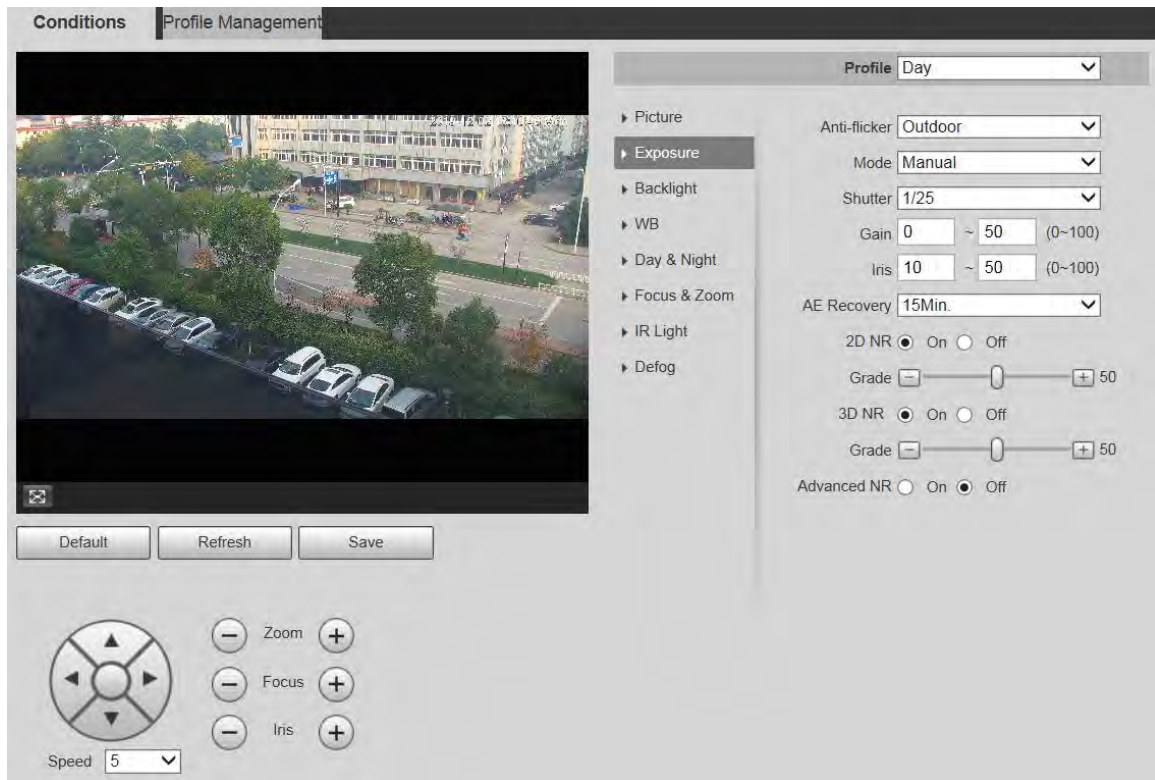 Conditions
Profile Management
Profile Day
Picture
Exposure
Backlight
WB
Day & Night
Focus & Zoom
IR Light
Defog
Anti-flicker Outdoor
Mode Manual
Shutter 1/25
Gain 0 ~ 50 (0~100)
Iris 10 ~ 50 (0~100)
AE Recovery 15Min.
2D NR On Off
Grade 50
3D NR On Off
Grade 50
Advanced NR On Off
Default Refresh Save
Zoom
Focus
Iris
Speed 5